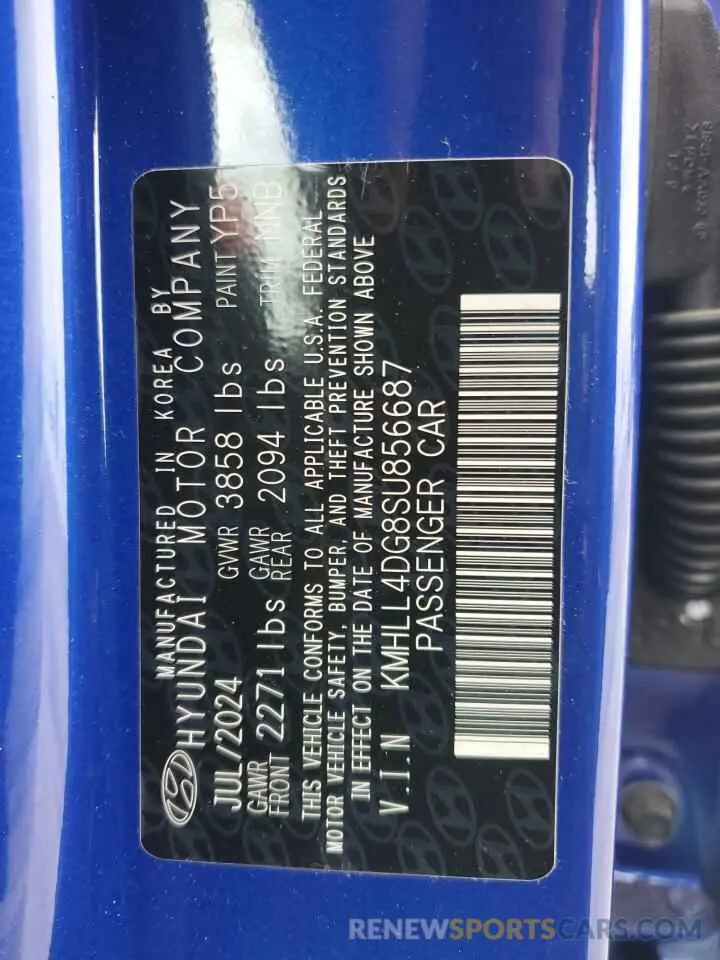 MANUFACTURED IN KOREA BY
HYUNDAI MOTOR COMPANY
JUL/2024 GVWR 3858 lbs PAINT YP5
GAWR FRONT 2271 lbs GAWR REAR 2094 lbs TRIM NNB
THIS VEHICLE CONFORMS TO ALL APPLICABLE U.S.A. FEDERAL
MOTOR VEHICLE SAFETY, BUMPER, AND THEFT PREVENTION STANDARDS
IN EFFECT ON THE DATE OF MANUFACTURE SHOWN ABOVE
V.I.N KMHLL4DG8SU856687
PASSENGER CAR
RENEWSPORTSCARS.COM